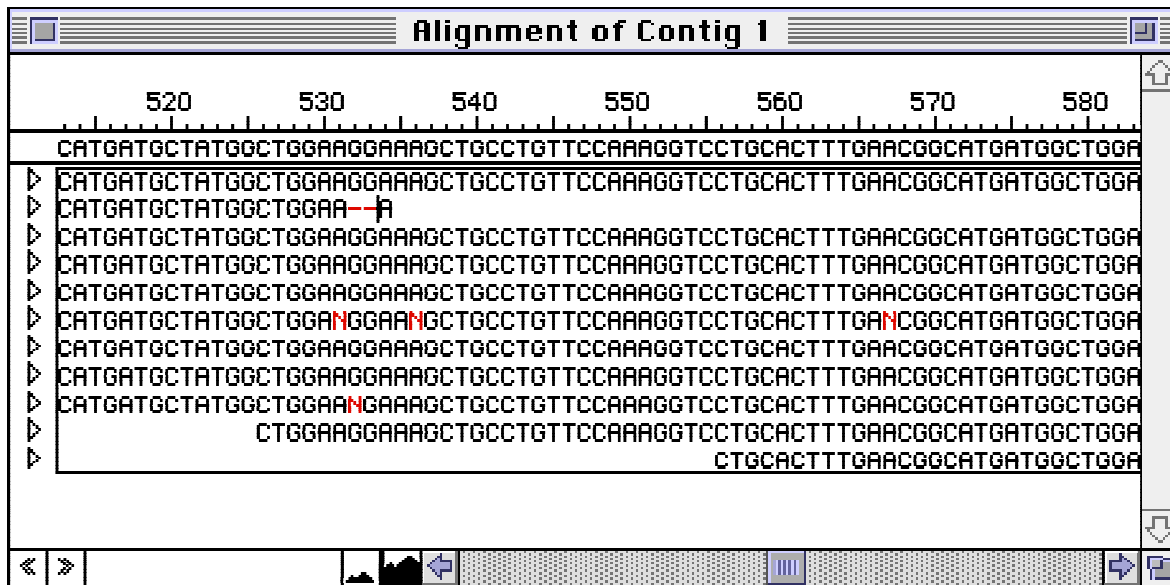 Alignment of Contig 1
520 530 540 550 560 570 580
CATGATGCTATGGCTGGAAGGAAAGCTGCCTGTTCCAAAGGTCCTGCACTTTGAACGGCATGATGGCTGGA
CATGATGCTATGGCTGGAAGGAAAGCTGCCTGTTCCAAAGGTCCTGCACTTTGAACGGCATGATGGCTGGA
CATGATGCTATGGCTGGAA--A
CATGATGCTATGGCTGGAAGGAAAGCTGCCTGTTCCAAAGGTCCTGCACTTTGAACGGCATGATGGCTGGA
CATGATGCTATGGCTGGAAGGAAAGCTGCCTGTTCCAAAGGTCCTGCACTTTGAACGGCATGATGGCTGGA
CATGATGCTATGGCTGGAAGGAAAGCTGCCTGTTCCAAAGGTCCTGCACTTTGAACGGCATGATGGCTGGA
CATGATGCTATGGCTGGANGGAANGCTGCCTGTTCCAAAGGTCCTGCACTTTGANCGGCATGATGGCTGGA
CATGATGCTATGGCTGGAAGGAAAGCTGCCTGTTCCAAAGGTCCTGCACTTTGAACGGCATGATGGCTGGA
CATGATGCTATGGCTGGAAGGAAAGCTGCCTGTTCCAAAGGTCCTGCACTTTGAACGGCATGATGGCTGGA
CATGATGCTATGGCTGGAANGAAAGCTGCCTGTTCCAAAGGTCCTGCACTTTGAACGGCATGATGGCTGGA
CTGGAAGGAAAGCTGCCTGTTCCAAAGGTCCTGCACTTTGAACGGCATGATGGCTGGA
CTGCACTTTGAACGGCATGATGGCTGGA